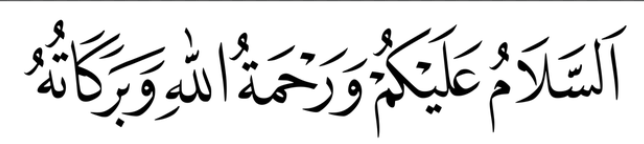 اَلسَّلَامُ عَلَيْكُمْ وَرَحْمَةُ اللهِ وَبَرَكَاتُهُ